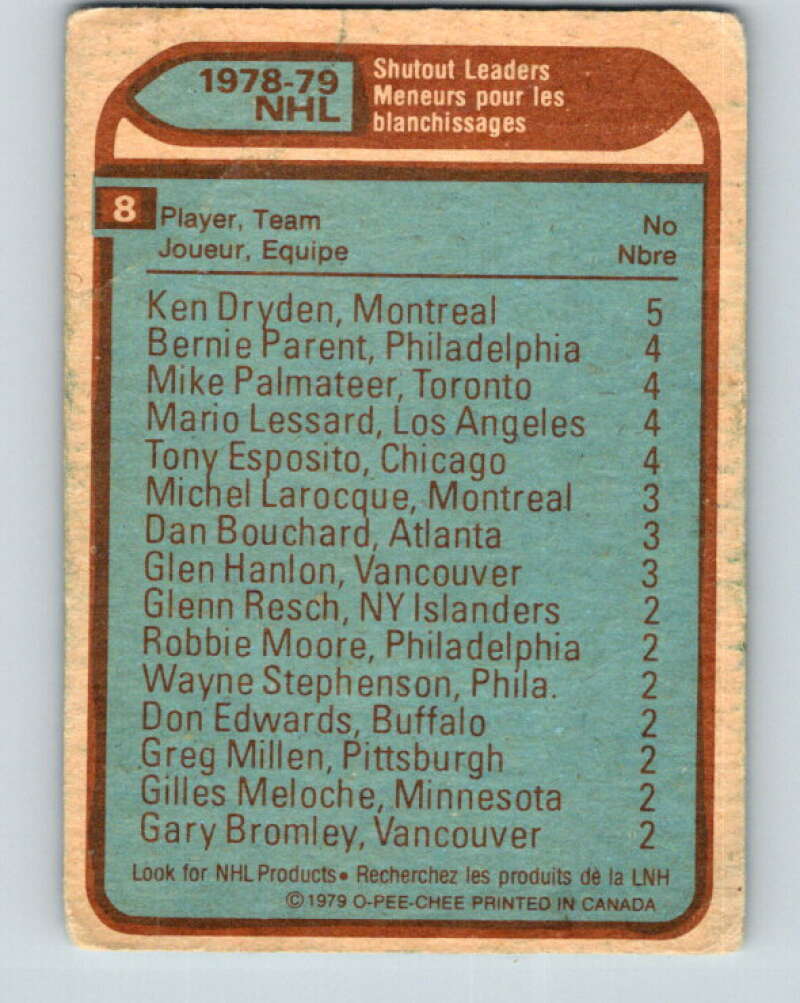 1978-79
NHL
Shutout Leaders
Meneurs pour les
blanchissages
8
Player, Team No
Joueur, Equipe Nbre
Ken Dryden, Montreal 5
Bernie Parent, Philadelphia 4
Mike Palmateer, Toronto 4
Mario Lessard, Los Angeles 4
Tony Esposito, Chicago 4
Michel Larocque, Montreal 3
Dan Bouchard, Atlanta 3
Glen Hanlon, Vancouver 3
Glenn Resch, NY Islanders 2
Robbie Moore, Philadelphia 2
Wayne Stephenson, Phila. 2
Don Edwards, Buffalo 2
Greg Millen, Pittsburgh 2
Gilles Meloche, Minnesota 2
Gary Bromley, Vancouver 2
Look for NHL Products• Recherchez les produits de la LNH
©1979 O-PEE-CHEE PRINTED IN CANADA